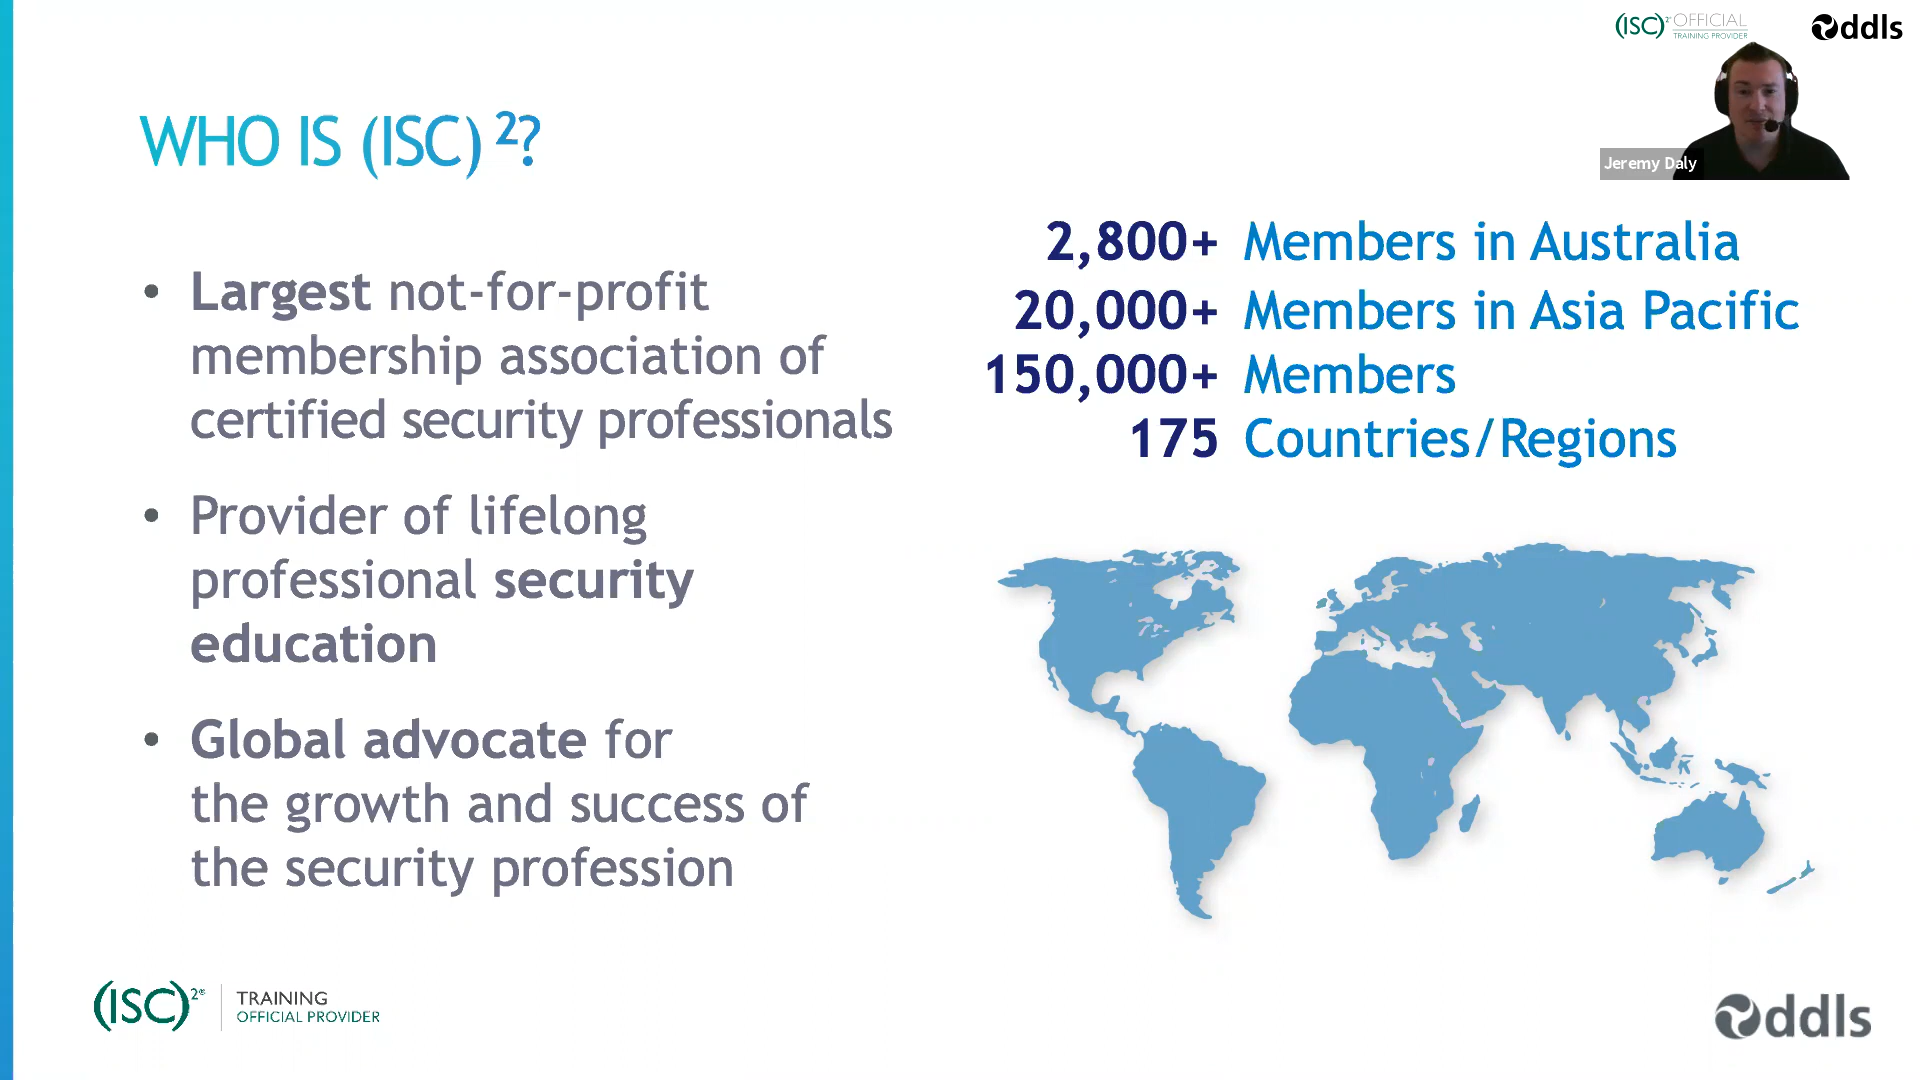 (ISC)²® OFFICIAL
TRAINING PROVIDER
ddls
Jeremy Daly
WHO IS (ISC) ²?
• Largest not-for-profit
membership association of
certified security professionals
• Provider of lifelong
professional security
education
• Global advocate for
the growth and success of
the security profession
2,800+ Members in Australia
20,000+ Members in Asia Pacific
150,000+ Members
175 Countries/Regions
(ISC)²® TRAINING
OFFICIAL PROVIDER
ddls